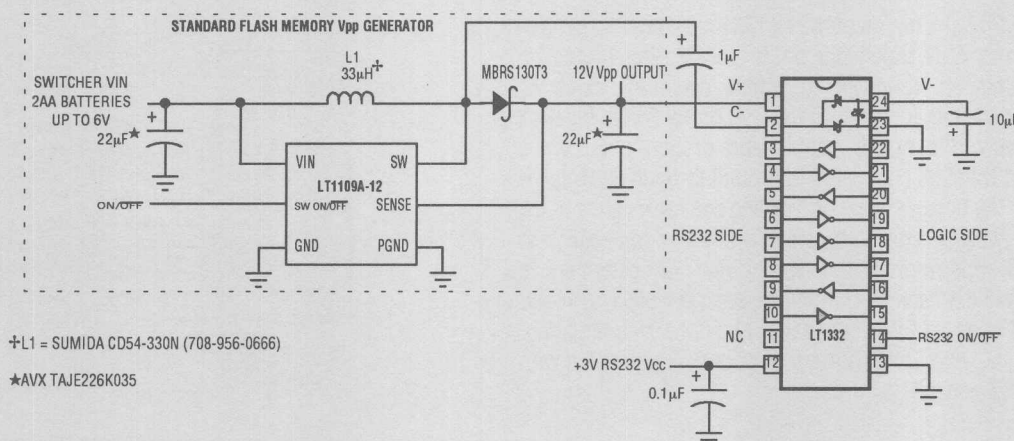 STANDARD FLASH MEMORY Vpp GENERATOR
L1
33μH✢
MBRS130T3
12V Vpp OUTPUT
+
1μF
SWITCHER VIN
2AA BATTERIES
UP TO 6V
+
22μF★
+
22μF★
V+
C-
V-
+
10μF
VIN
SW
LT1109A-12
SW ON/OFF
SENSE
GND
PGND
ON/OFF
1
2
3
4
5
6
7
8
9
10
11
12
24
23
22
21
20
19
18
17
16
15
14
13
RS232 SIDE
LOGIC SIDE
NC
LT1332
RS232 ON/OFF
+3V RS232 Vcc
+
0.1μF
✢L1 = SUMIDA CD54-330N (708-956-0666)
★AVX TAJE226K035